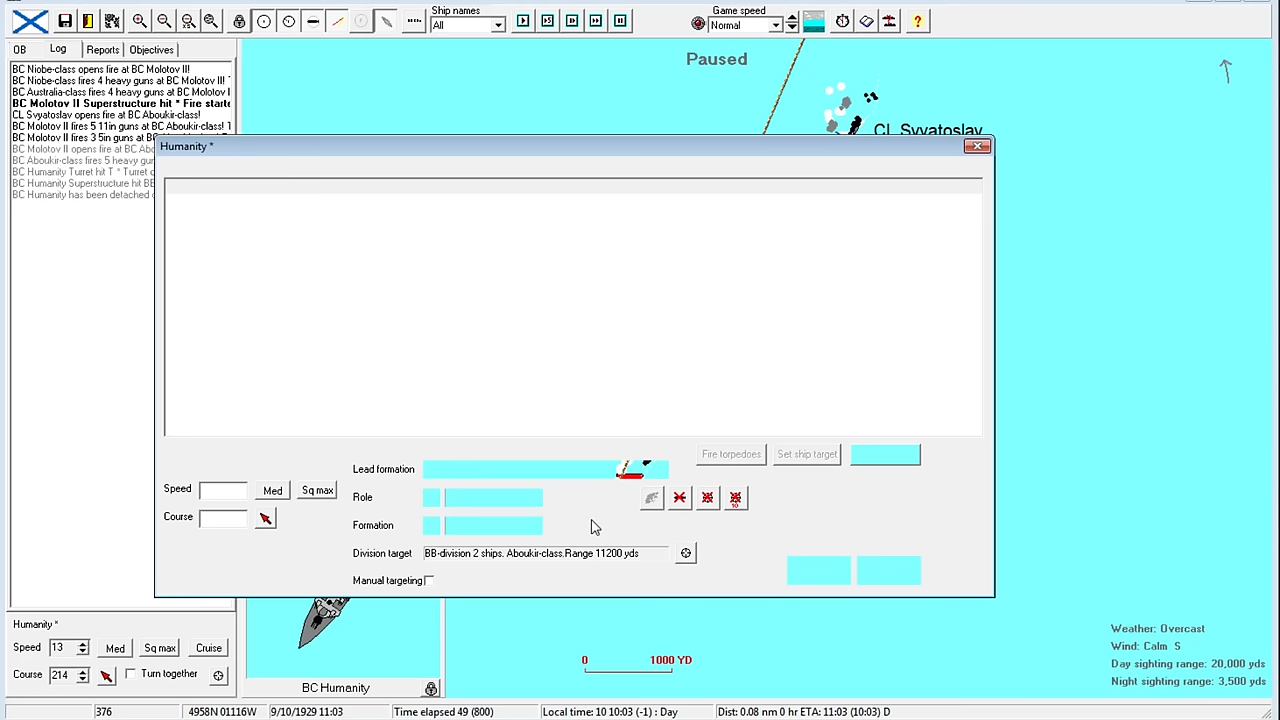 Ship names
Game speed
All
Normal
?
OB
Log
Reports
Objectives
Paused
BC Niobe-class opens fire at BC Molotov II!
BC Niobe-class fires 4 heavy guns at BC Molotov II!
BC Australia-class fires 4 heavy guns at BC Molotov I
BC Molotov II Superstructure hit * Fire starte
CL Svyatoslav opens fire at BC Aboukir-class!
BC Molotov II fires 5 11in guns at BC Aboukir-class!
BC Molotov II fires 3 5in guns at BC
BC Molotov II opens fire at BC Abo
BC Aboukir-class fires 5 heavy gun
BC Humanity Turret hit T * Turret
BC Humanity Superstructure hit BE
BC Humanity has been detached
CL Svyatoslav
Humanity *
Fire torpedoes
Set ship target
Lead formation
Speed
Med
Sq max
Role
Course
Formation
10
Division target
BB-division 2 ships. Aboukir-class.Range 11200 yds
Manual targeting
Humanity *
Speed
13
Med
Sq max
Cruise
Course
214
Turn together
BC Humanity
0
1000 YD
Weather: Overcast
Wind: Calm S
Day sighting range: 20,000 yds
Night sighting range: 3,500 yds
376
4958N 01116W
9/10/1929 11:03
Time elapsed 49 (800)
Local time: 10 10:03 (-1) : Day
Dist: 0.08 nm 0 hr ETA: 11:03 (10:03) D